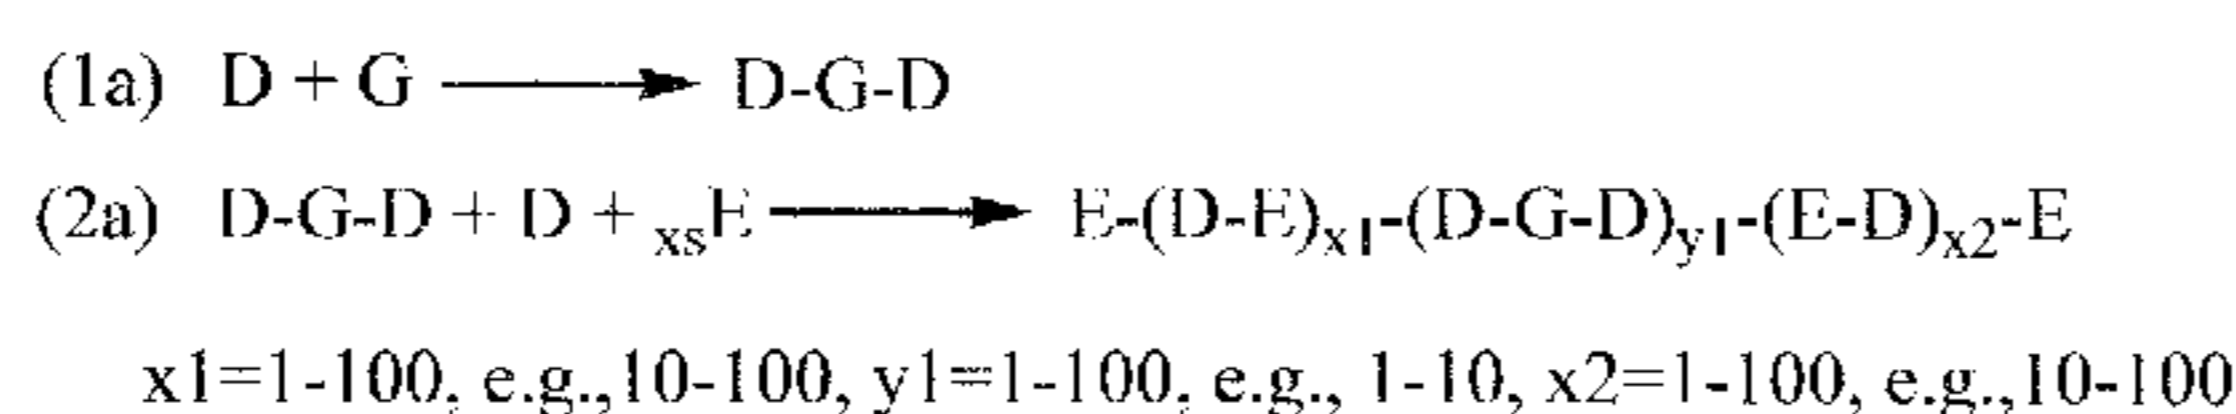 (1a) D + G ⟶ D-G-D
(2a) D-G-D + D + xsE ⟶ E-(D-E)x1-(D-G-D)y1-(E-D)x2-E
x1=1-100, e.g.,10-100, y1=1-100, e.g., 1-10, x2=1-100, e.g.,10-100